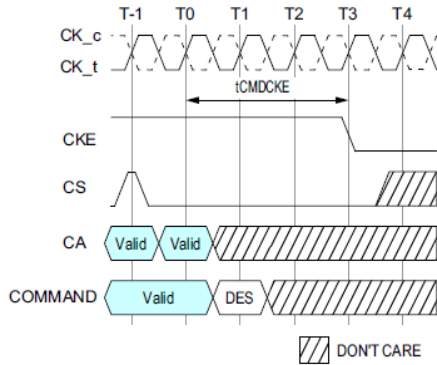 T-1 T0 T1 T2 T3 T4
CK_c
CK_t
tCMDCKE
CKE
CS
CA Valid Valid
COMMAND Valid DES
DON'T CARE